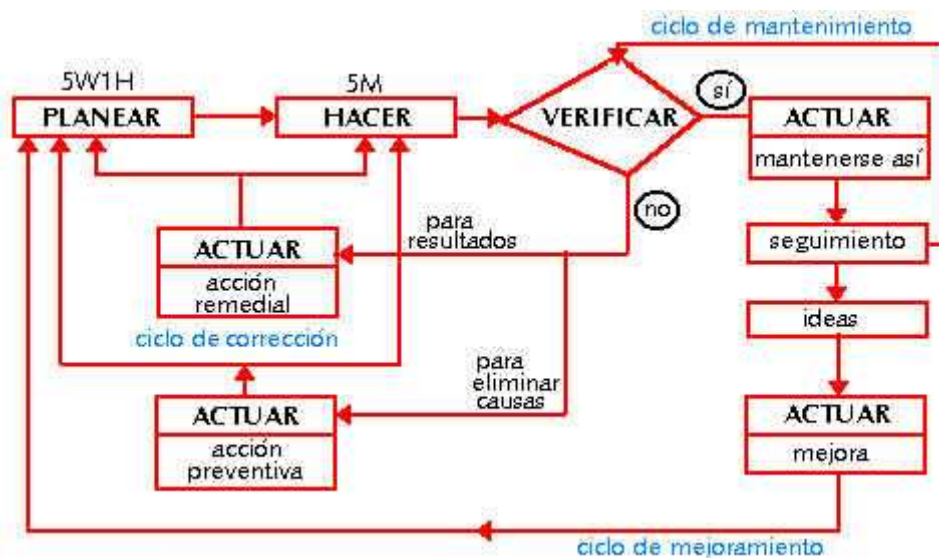 ciclo de mantenimiento
5W1H
5M
PLANEAR
HACER
VERIFICAR
sí
ACTUAR
mantenerse así
no
para
resultados
seguimiento
ACTUAR
acción
remedial
ideas
ciclo de corrección
para
eliminar
causas
ACTUAR
acción
preventiva
ACTUAR
mejora
ciclo de mejoramiento